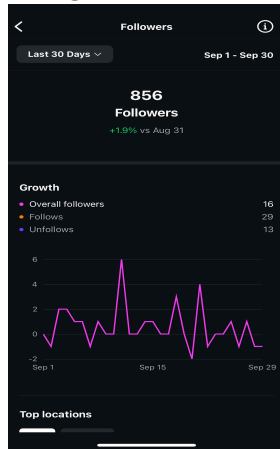 Followers
Last 30 Days
Sep 1 - Sep 30
856
Followers
+1.9% vs Aug 31
Growth
Overall followers 16
Follows 29
Unfollows 13
6
4
2
0
-2
Sep 1 Sep 15 Sep 29
Top locations